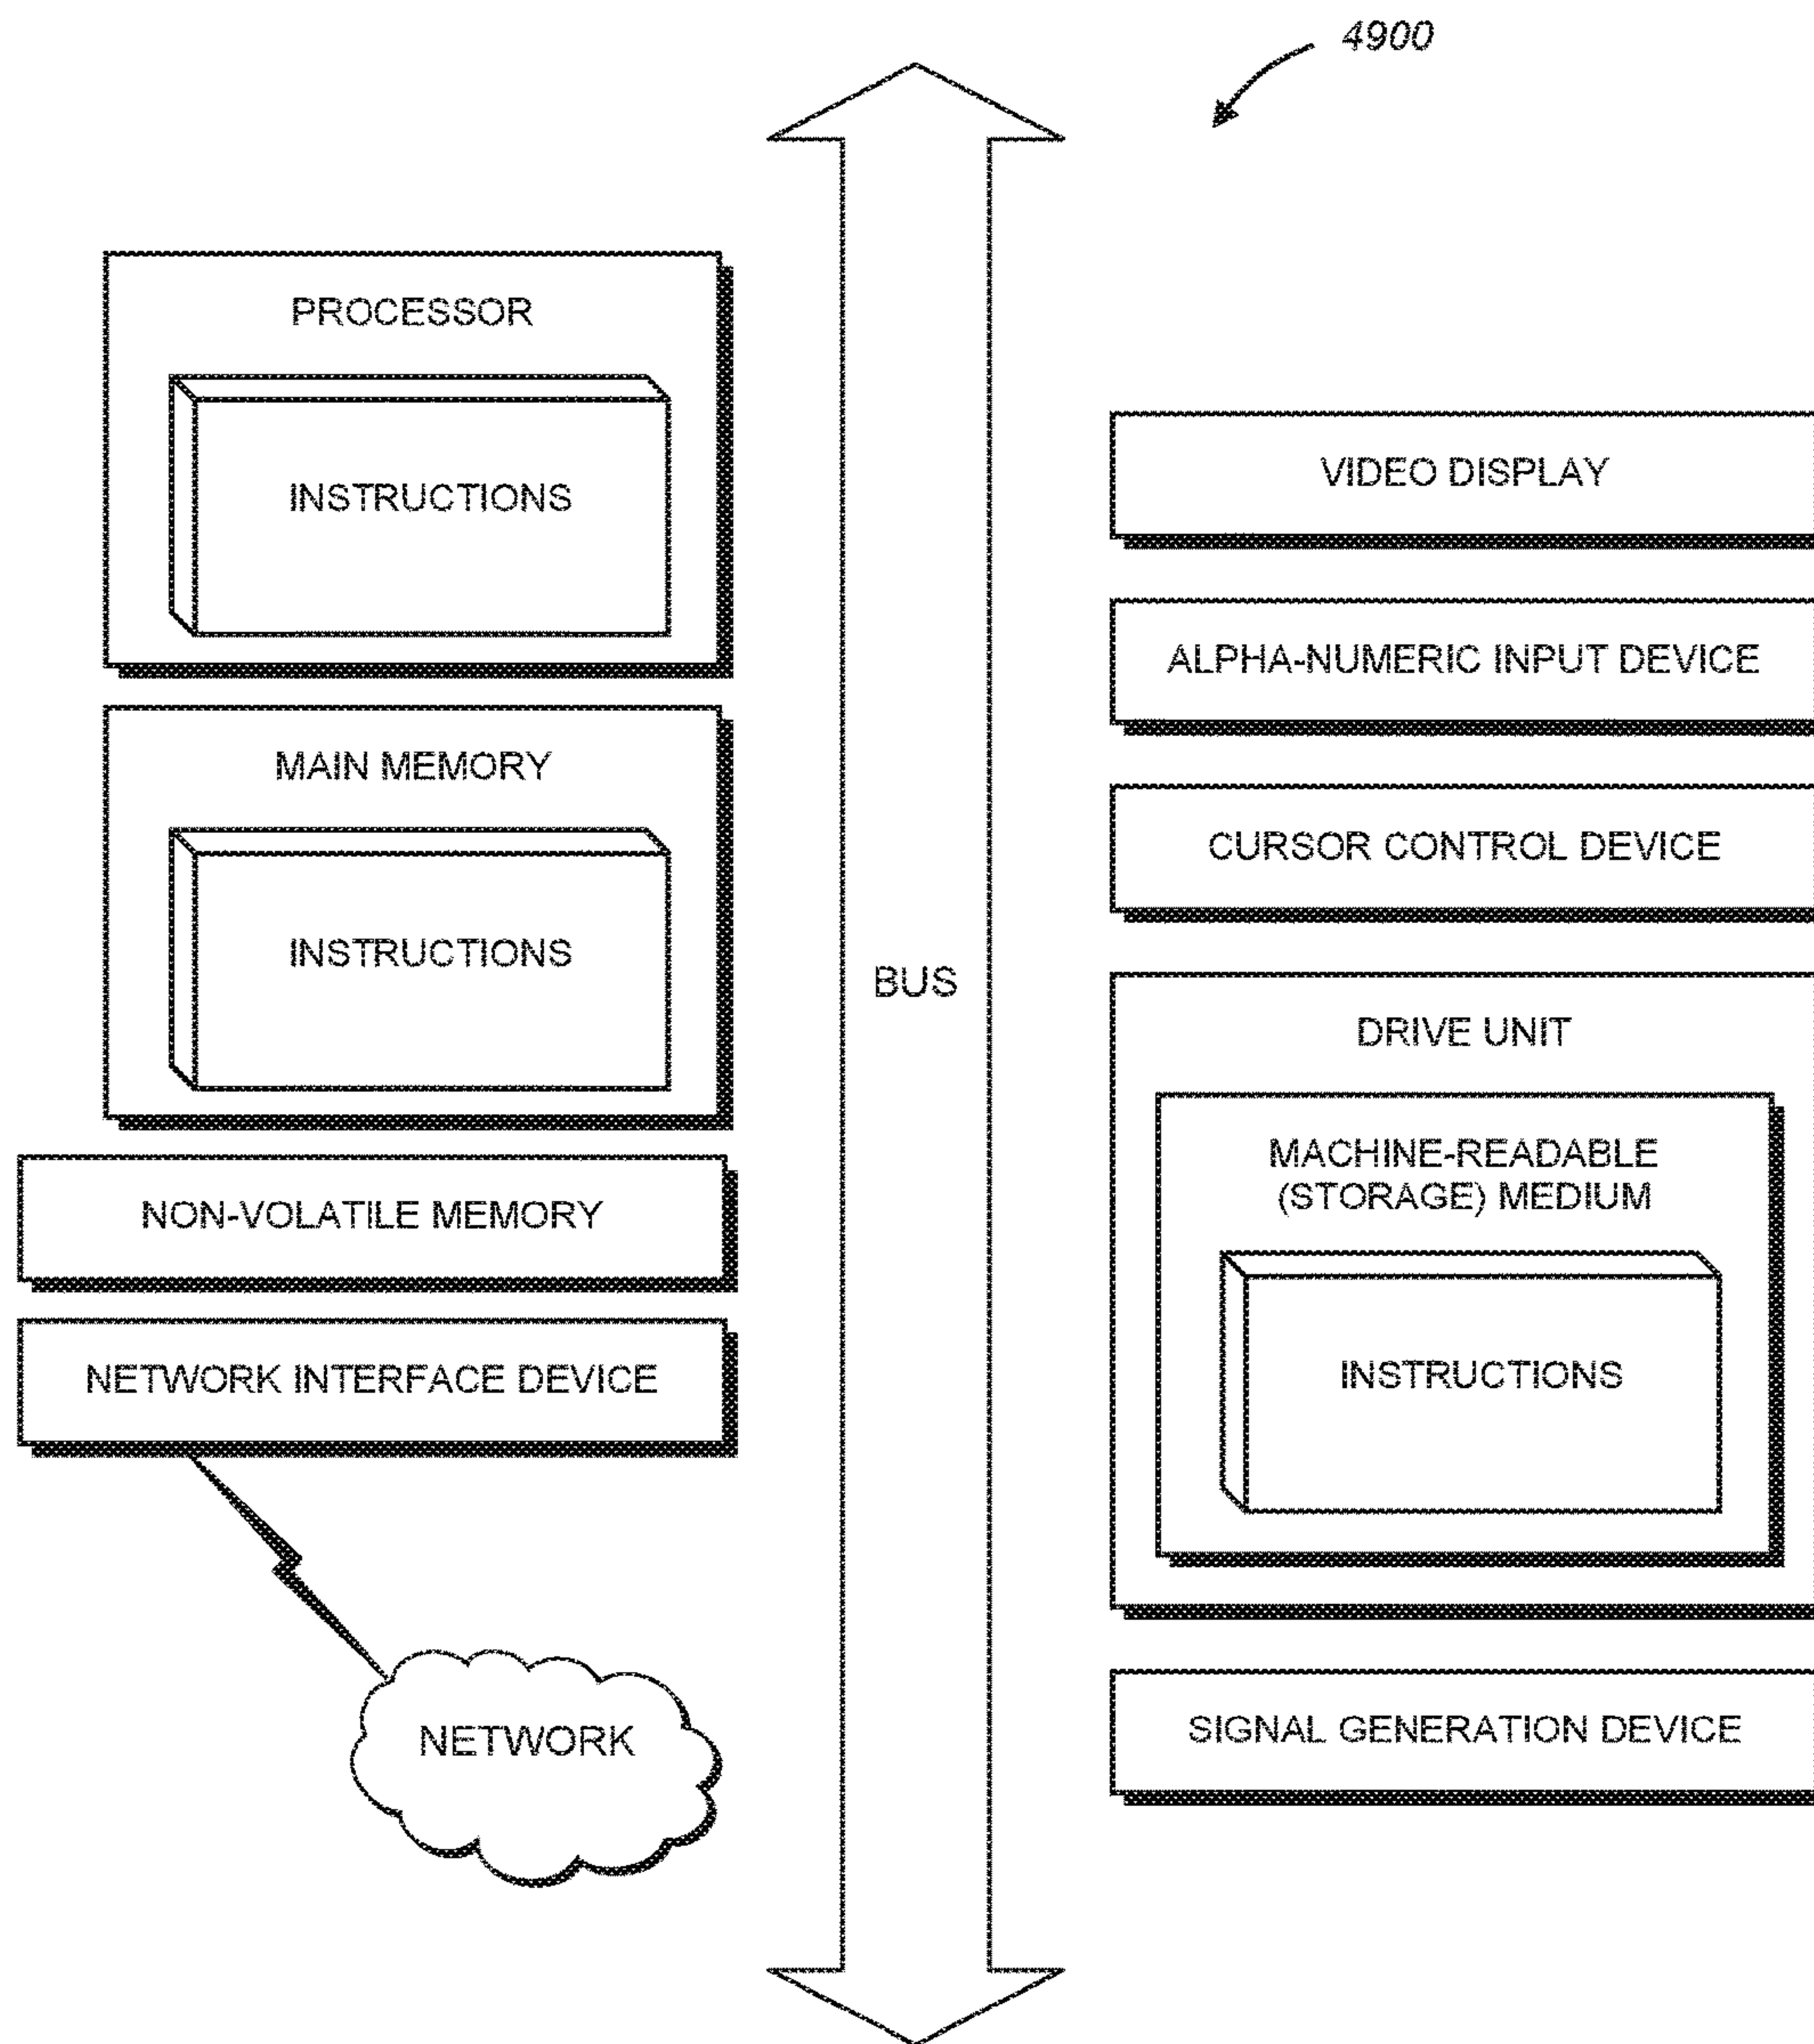 4900
PROCESSOR
INSTRUCTIONS
MAIN MEMORY
INSTRUCTIONS
NON-VOLATILE MEMORY
NETWORK INTERFACE DEVICE
NETWORK
BUS
VIDEO DISPLAY
ALPHA-NUMERIC INPUT DEVICE
CURSOR CONTROL DEVICE
DRIVE UNIT
MACHINE-READABLE
(STORAGE) MEDIUM
INSTRUCTIONS
SIGNAL GENERATION DEVICE